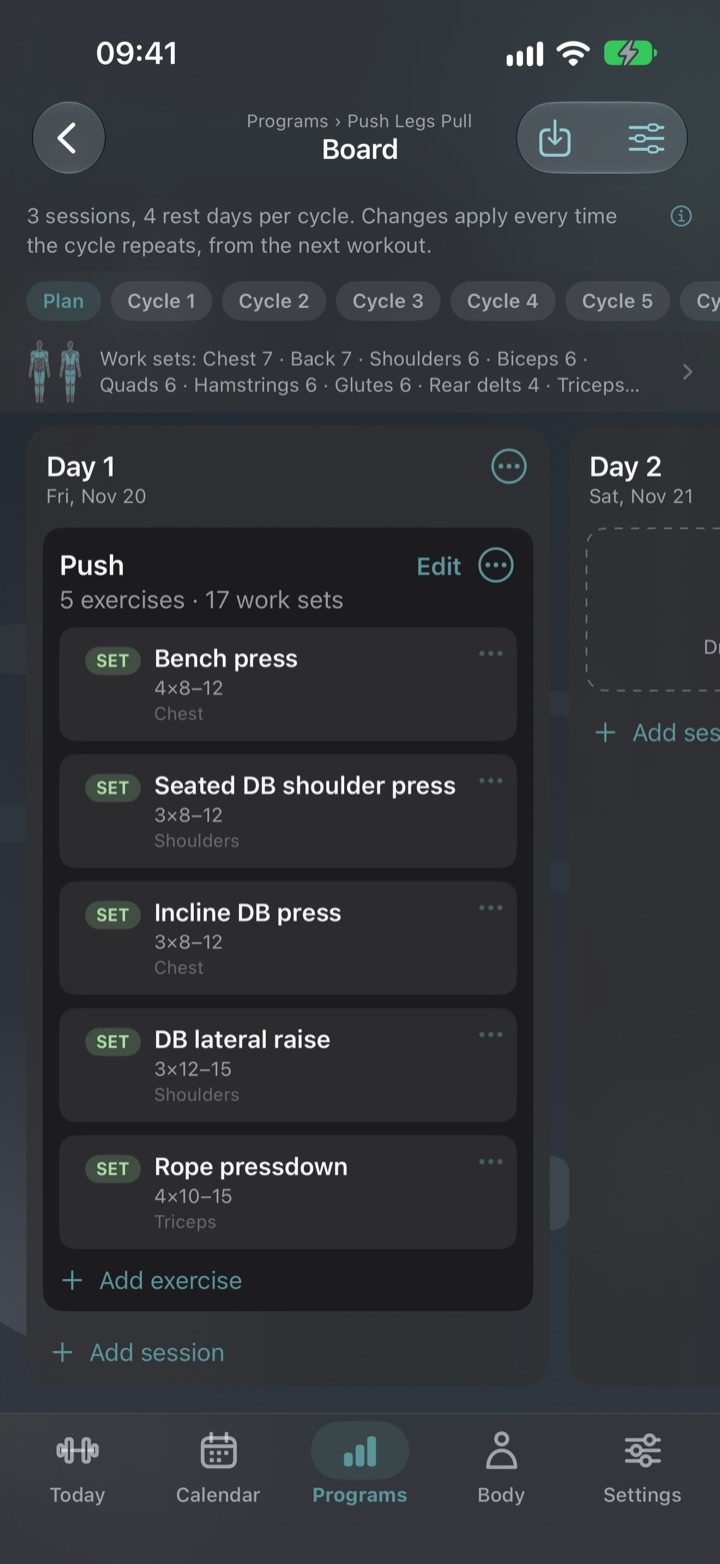 09:41
Programs › Push Legs Pull
Board
3 sessions, 4 rest days per cycle. Changes apply every time
the cycle repeats, from the next workout.
Plan
Cycle 1
Cycle 2
Cycle 3
Cycle 4
Cycle 5
Cy
Work sets: Chest 7 · Back 7 · Shoulders 6 · Biceps 6 ·
Quads 6 · Hamstrings 6 · Glutes 6 · Rear delts 4 · Triceps...
Day 1
Fri, Nov 20
Push
Edit
5 exercises · 17 work sets
SET
Bench press
4×8–12
Chest
SET
Seated DB shoulder press
3×8–12
Shoulders
SET
Incline DB press
3×8–12
Chest
SET
DB lateral raise
3×12–15
Shoulders
SET
Rope pressdown
4×10–15
Triceps
+ Add exercise
+ Add session
Day 2
Sat, Nov 21
+ Add ses
Today
Calendar
Programs
Body
Settings